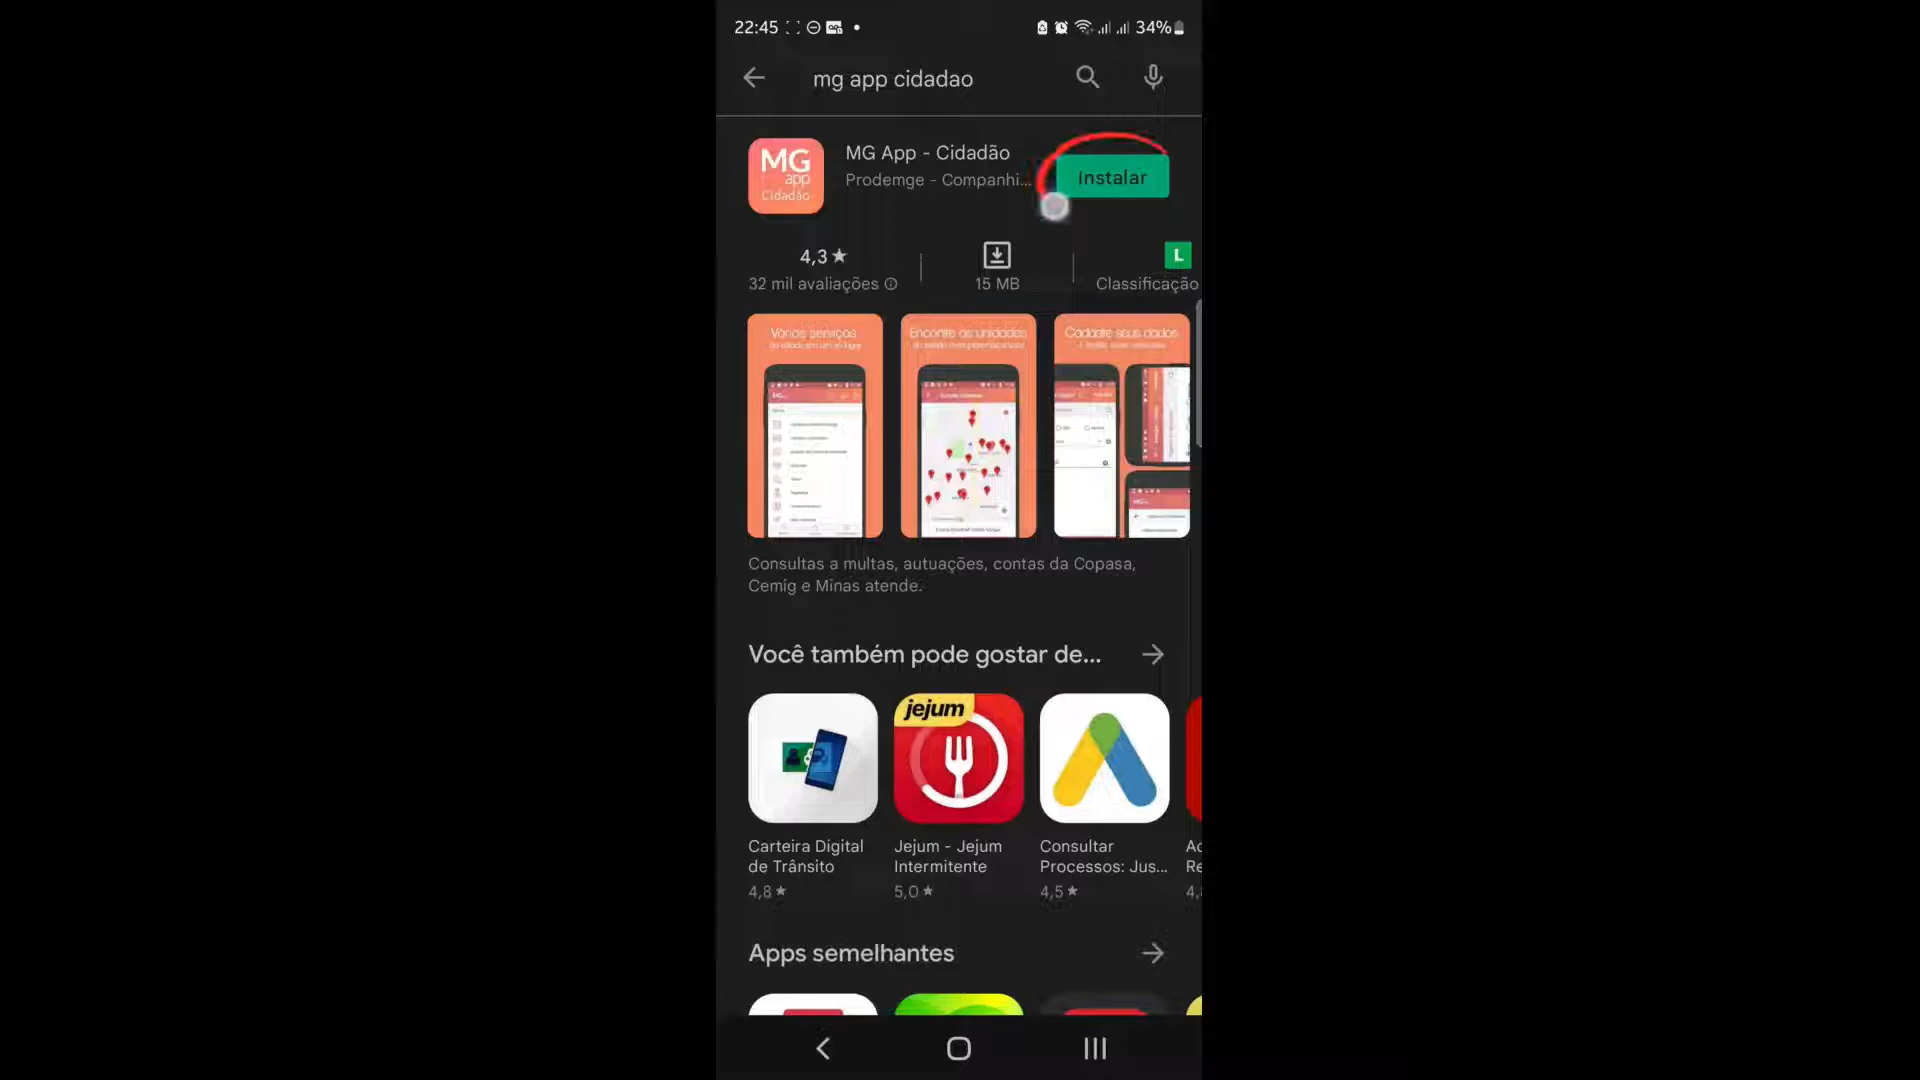 22:45
34%
mg app cidadao
MG
app
Cidadão
MG App - Cidadão
Prodemge - Companhi...
Instalar
4,3★
32 mil avaliações
15 MB
L
Classificação
Vários serviços
Encontre as unidades
Cadastre seus dados
Consultas a multas, autuações, contas da Copasa,
Cemig e Minas atende.
Você também pode gostar de...
jejum
Carteira Digital
de Trânsito
4,8★
Jejum - Jejum
Intermitente
5,0★
Consultar
Processos: Jus...
4,5★
Ac
Re
4,
Apps semelhantes